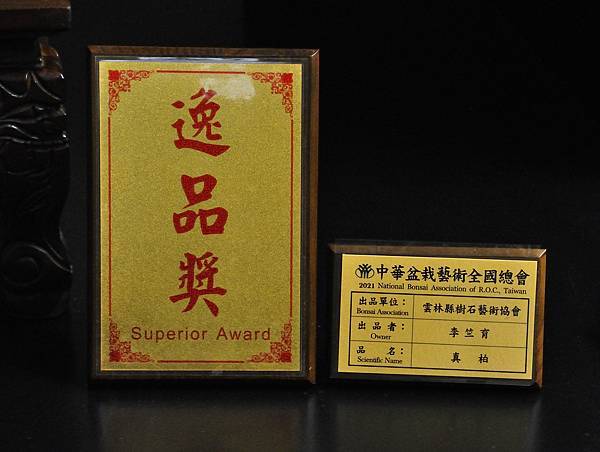 逸品獎
Superior Award
中華盆栽藝術全國總會
2021 National Bonsai Association of R.O.C., Taiwan
出品單位： 雲林縣樹石藝術協會
Bonsai Association
出品者： 李竺育
Owner
品名： 真柏
Scientific Name